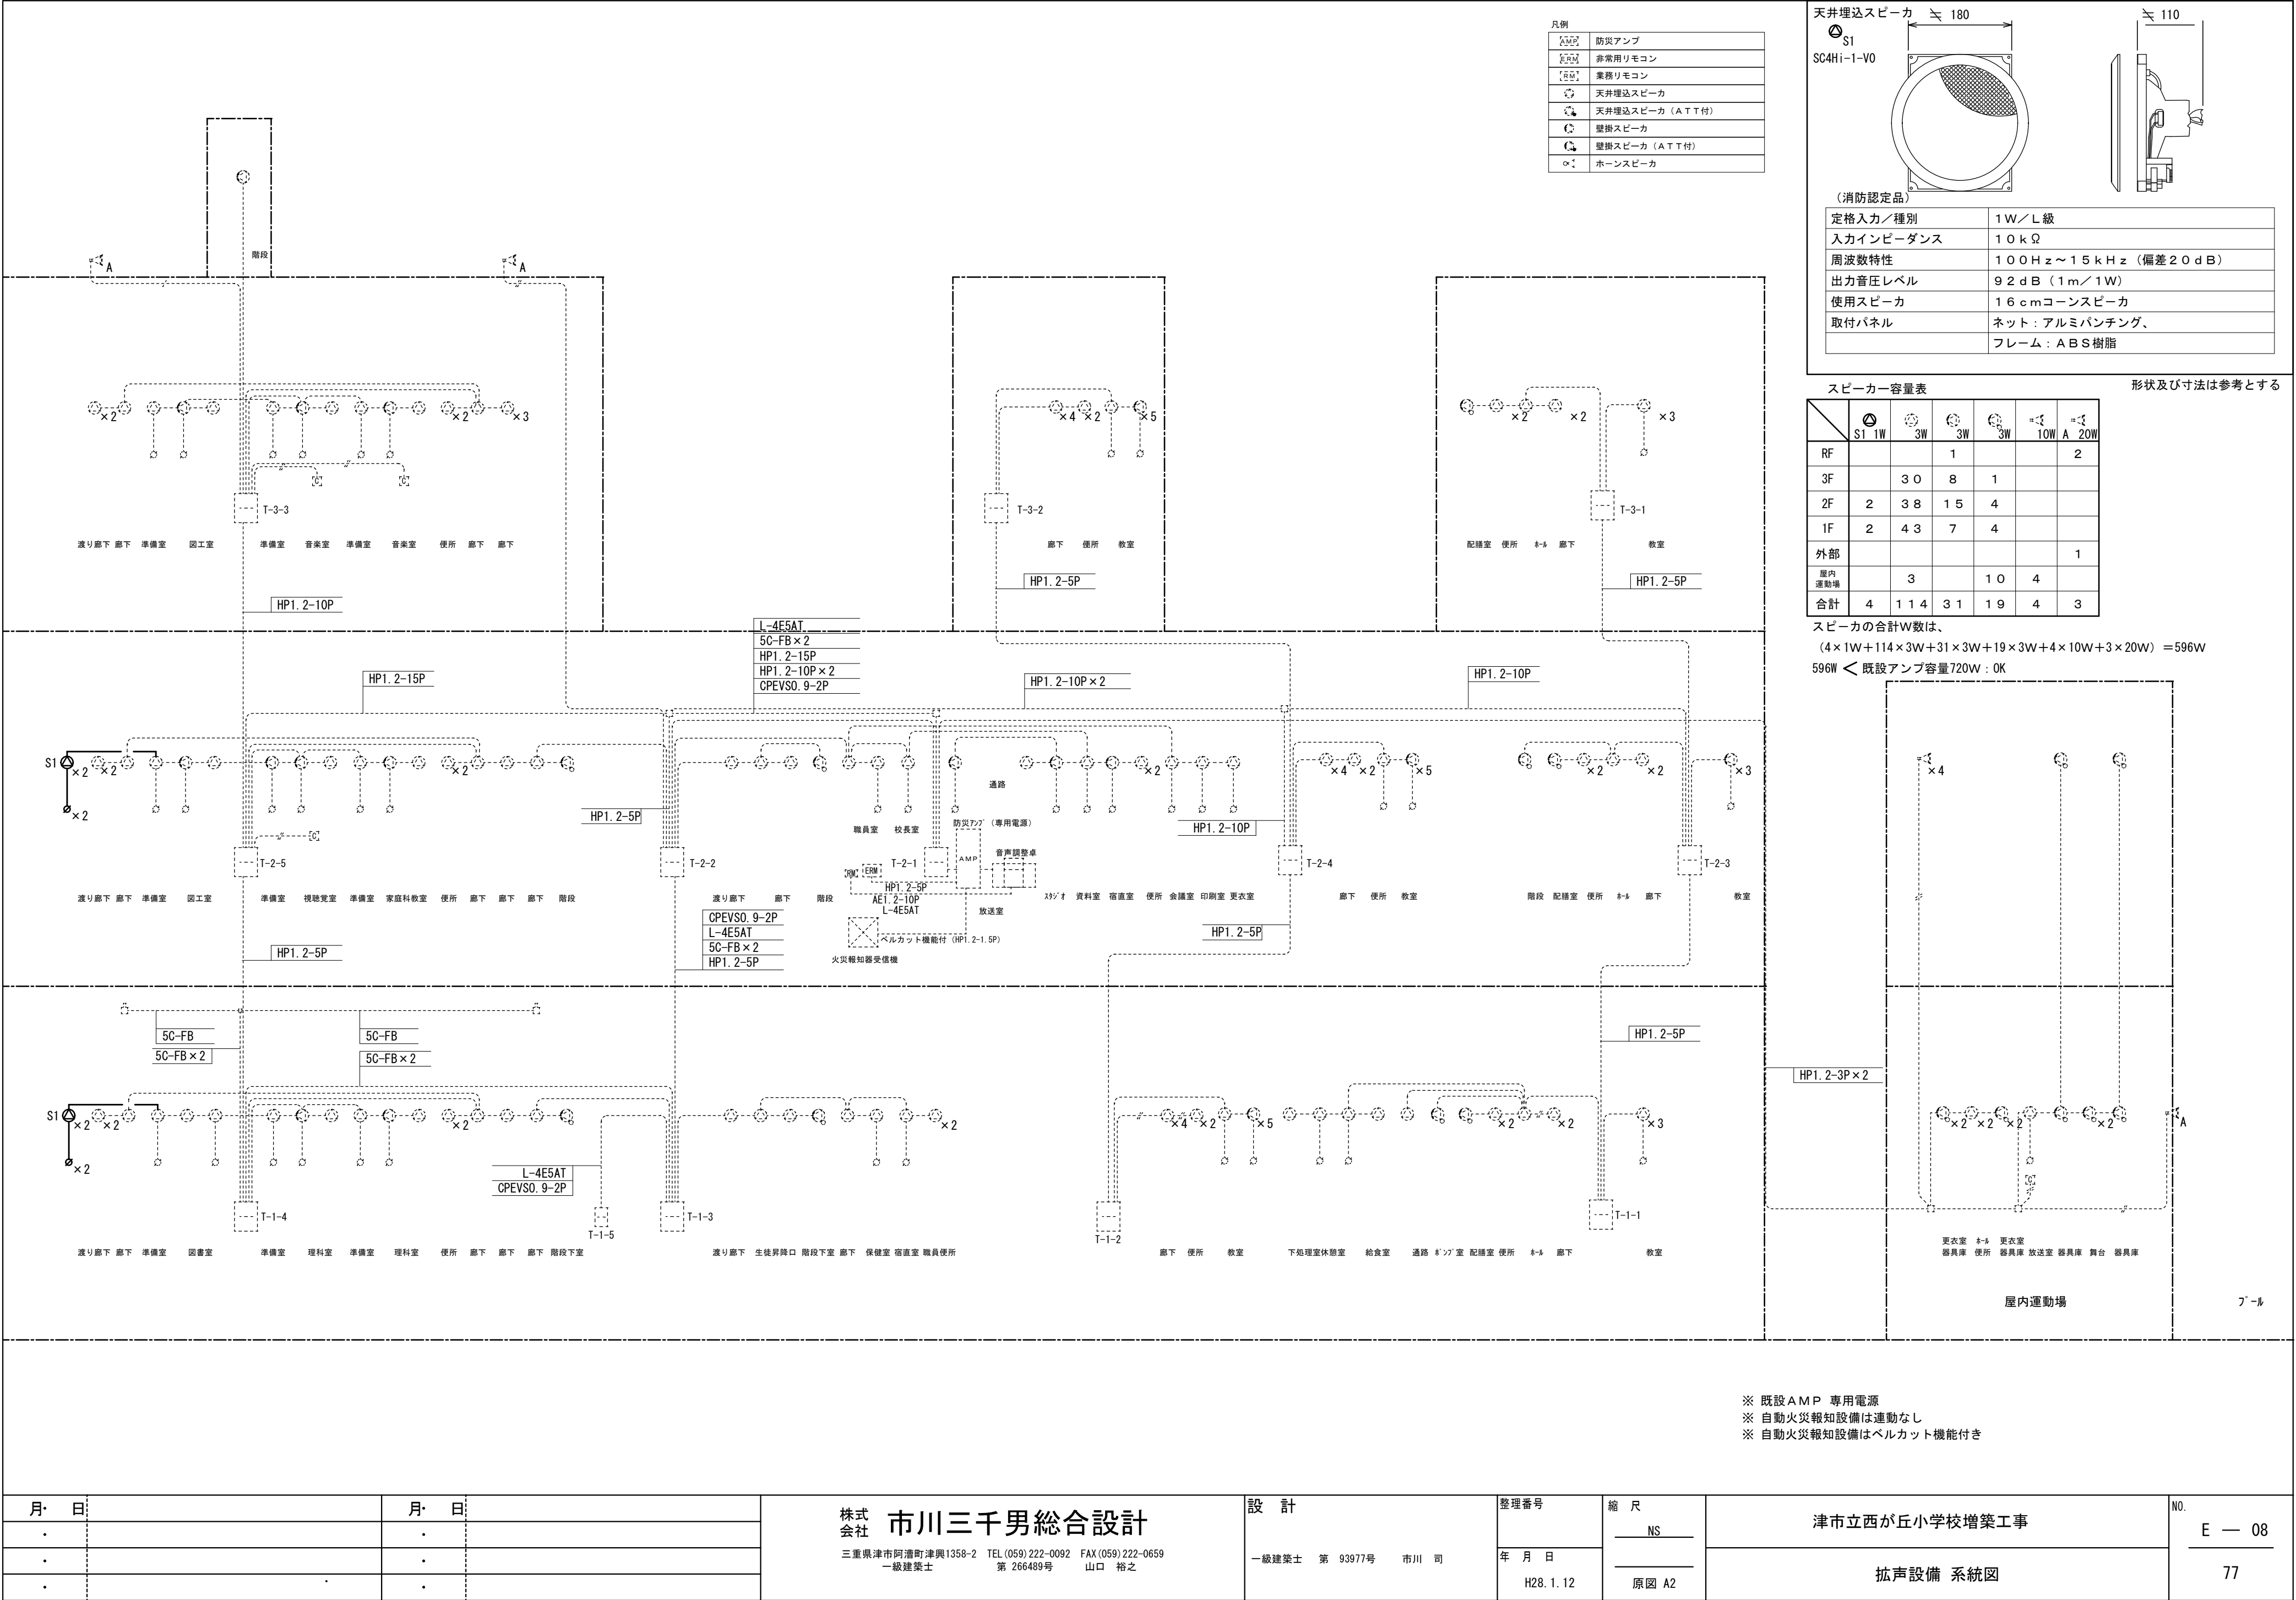 凡例
AMP 防災アンプ
ERM 非常用リモコン
RM 業務リモコン
天井埋込スピーカ
天井埋込スピーカ（ＡＴＴ付）
壁掛スピーカ
壁掛スピーカ（ＡＴＴ付）
ホーンスピーカ
天井埋込スピーカ
S1
SC4Hi-1-V0
≒ 180
≒ 110
（消防認定品）
定格入力／種別 １Ｗ／Ｌ級
入力インピーダンス １０ｋΩ
周波数特性 １００Ｈｚ～１５ｋＨｚ（偏差２０ｄＢ）
出力音圧レベル ９２ｄＢ（１ｍ／１Ｗ）
使用スピーカ １６ｃｍコーンスピーカ
取付パネル ネット：アルミパンチング、
フレーム：ＡＢＳ樹脂
形状及び寸法は参考とする
スピーカー容量表
S1 1W 3W 3W 3W 10W A 20W
RF 1 2
3F 30 8 1
2F 2 38 15 4
1F 2 43 7 4
外部 1
屋内運動場 3 10 4
合計 4 114 31 19 4 3
スピーカの合計Ｗ数は、
（4×1W＋114×3W＋31×3W＋19×3W＋4×10W＋3×20W）＝596W
596W ＜ 既設アンプ容量720W：OK
階段
A
A
×2 ×2 ×3
C C
T-3-3
渡り廊下 廊下 準備室 図工室 準備室 音楽室 準備室 音楽室 便所 廊下 廊下
HP1.2-10P
×4 ×2 ×5
T-3-2
廊下 便所 教室
HP1.2-5P
×2 ×2 ×3
T-3-1
配膳室 便所 ﾎｰﾙ 廊下 教室
HP1.2-5P
L-4E5AT
5C-FB×2
HP1.2-15P
HP1.2-10P×2
CPEVS0.9-2P
HP1.2-15P
HP1.2-10P×2
HP1.2-10P
S1 ×2 ×2 ×2 ×2 ×4 ×2 ×5 ×2 ×2 ×3
×2
通路
HP1.2-5P
職員室 校長室
防災ｱﾝﾌﾟ（専用電源）
AMP
音声調整卓
HP1.2-10P
C
T-2-5
T-2-2
T-2-1
T-2-4
T-2-3
RM ERM
HP1.2-5P
AE1.2-10P
L-4E5AT
放送室
ベルカット機能付（HP1.2-1.5P）
火災報知器受信機
渡り廊下 廊下 準備室 図工室 準備室 視聴覚室 準備室 家庭科教室 便所 廊下 廊下 廊下 階段
渡り廊下 廊下 階段
ｽﾀｼﾞｵ 資料室 宿直室 便所 会議室 印刷室 更衣室
廊下 便所 教室
階段 配膳室 便所 ﾎｰﾙ 廊下 教室
HP1.2-5P
CPEVS0.9-2P
L-4E5AT
5C-FB×2
HP1.2-5P
HP1.2-5P
5C-FB
5C-FB×2
5C-FB
5C-FB×2
HP1.2-5P
HP1.2-3P×2
S1 ×2 ×2 ×2 ×2 ×4 ×2 ×5 ×2 ×2 ×3
×2
L-4E5AT
CPEVS0.9-2P
T-1-4
T-1-5
T-1-3
T-1-2
T-1-1
渡り廊下 廊下 準備室 図書室 準備室 理科室 準備室 理科室 便所 廊下 廊下 廊下 階段下室
渡り廊下 生徒昇降口 階段下室 廊下 保健室 宿直室 職員便所
廊下 便所 教室
下処理室休憩室 給食室 通路 ﾎﾟﾝﾌﾟ室 配膳室 便所 ﾎｰﾙ 廊下 教室
×4
×2 ×2 ×2 ×2
A
C
更衣室 ﾎｰﾙ 更衣室
器具庫 便所 器具庫 放送室 器具庫 舞台 器具庫
屋内運動場
ﾌﾟｰﾙ
※ 既設ＡＭＰ 専用電源
※ 自動火災報知設備は連動なし
※ 自動火災報知設備はベルカット機能付き
月・ 日 月・ 日
株式会社 市川三千男総合設計
三重県津市阿漕町津興1358-2 TEL(059)222-0092 FAX(059)222-0659
一級建築士 第 266489号 山口 裕之
設 計
一級建築士 第 93977号 市川 司
整理番号
年 月 日
H28.1.12
縮 尺
NS
原図 A2
津市立西が丘小学校増築工事
拡声設備 系統図
NO.
E ― 08
77